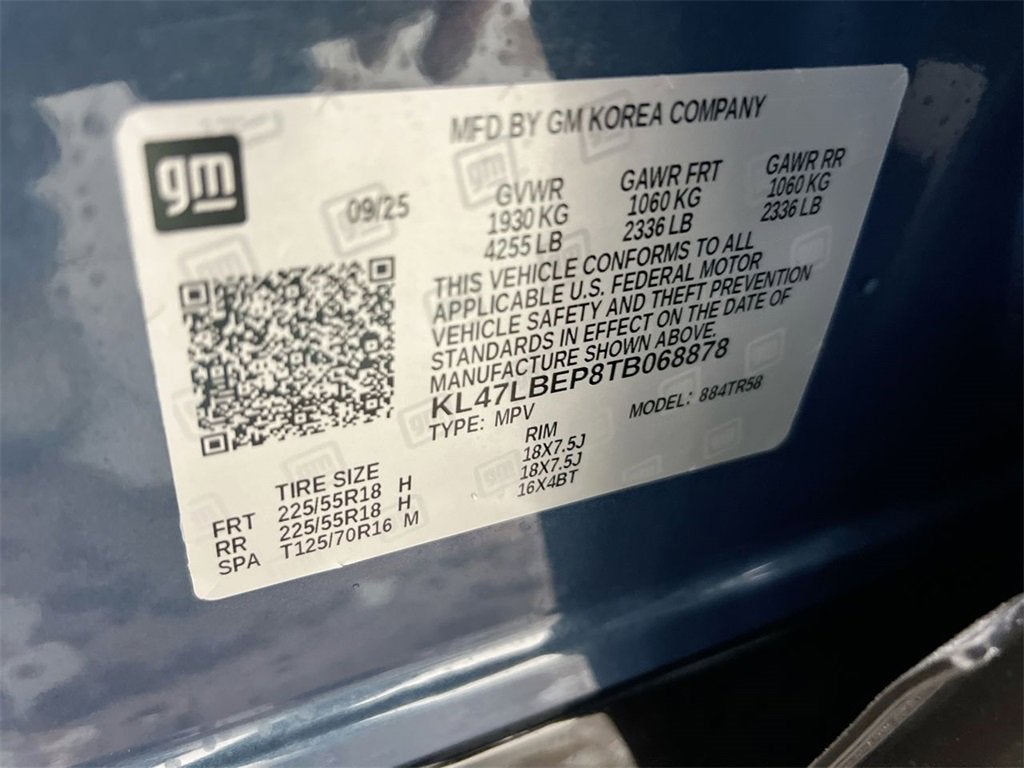 gm
MFD BY GM KOREA COMPANY
09/25
GVWR GAWR FRT GAWR RR
1930 KG 1060 KG 1060 KG
4255 LB 2336 LB 2336 LB
THIS VEHICLE CONFORMS TO ALL
APPLICABLE U.S. FEDERAL MOTOR
VEHICLE SAFETY AND THEFT PREVENTION
STANDARDS IN EFFECT ON THE DATE OF
MANUFACTURE SHOWN ABOVE.
KL47LBEP8TB068878
TYPE: MPV MODEL: 884TR58
TIRE SIZE RIM
FRT 225/55R18 H 18X7.5J
RR 225/55R18 H 18X7.5J
SPA T125/70R16 M 16X4BT